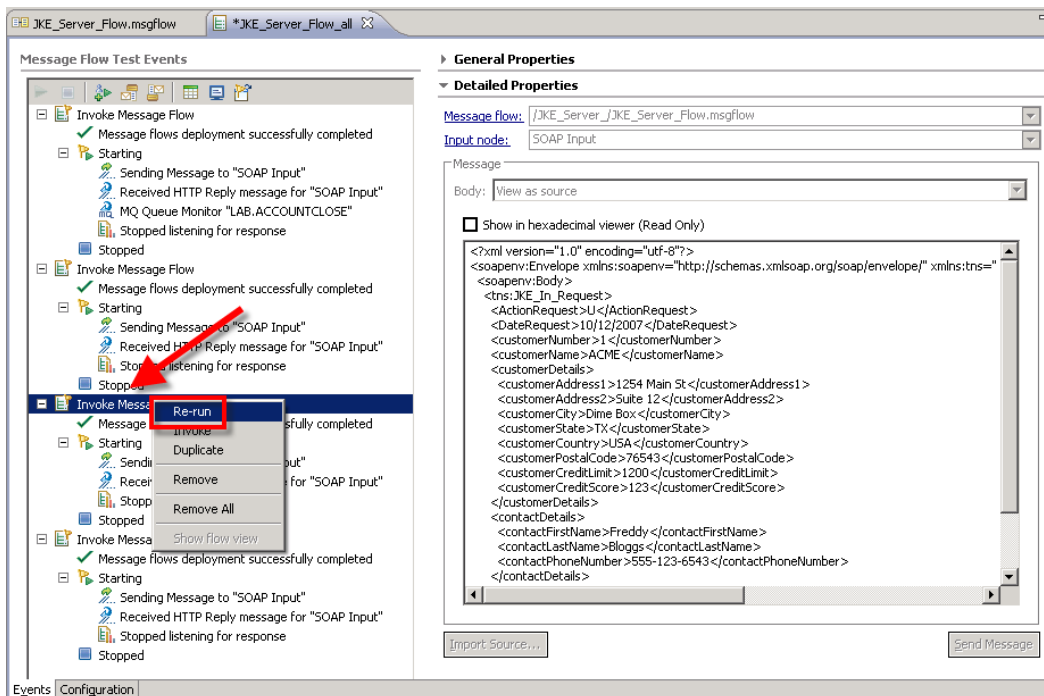 JKE_Server_Flow.msgflow
*JKE_Server_Flow_all
Message Flow Test Events
Invoke Message Flow
Message flows deployment successfully completed
Starting
Sending Message to "SOAP Input"
Received HTTP Reply message for "SOAP Input"
MQ Queue Monitor "LAB.ACCOUNTCLOSE"
Stopped listening for response
Stopped
Invoke Message Flow
Message flows deployment successfully completed
Starting
Sending Message to "SOAP Input"
Received HTTP Reply message for "SOAP Input"
Stopped listening for response
Stopped
Invoke Messa
Message sfully completed
Starting
Sendi put"
Recei for "SOAP Input"
Stopp
Stopped
Re-run
Invoke
Duplicate
Remove
Remove All
Show flow view
Invoke Messa
Message flows deployment successfully completed
Starting
Sending Message to "SOAP Input"
Received HTTP Reply message for "SOAP Input"
Stopped listening for response
Stopped
Events
Configuration
General Properties
Detailed Properties
Message flow: /JKE_Server_/JKE_Server_Flow.msgflow
Input node: SOAP Input
Message
Body: View as source
Show in hexadecimal viewer (Read Only)
<?xml version="1.0" encoding="utf-8"?>
<soapenv:Envelope xmlns:soapenv="http://schemas.xmlsoap.org/soap/envelope/" xmlns:tns="
<soapenv:Body>
<tns:JKE_In_Request>
<ActionRequest>U</ActionRequest>
<DateRequest>10/12/2007</DateRequest>
<customerNumber>1</customerNumber>
<customerName>ACME</customerName>
<customerDetails>
<customerAddress1>1254 Main St</customerAddress1>
<customerAddress2>Suite 12</customerAddress2>
<customerCity>Dime Box</customerCity>
<customerState>TX</customerState>
<customerCountry>USA</customerCountry>
<customerPostalCode>76543</customerPostalCode>
<customerCreditLimit>1200</customerCreditLimit>
<customerCreditScore>123</customerCreditScore>
</customerDetails>
<contactDetails>
<contactFirstName>Freddy</contactFirstName>
<contactLastName>Bloggs</contactLastName>
<contactPhoneNumber>555-123-6543</contactPhoneNumber>
</contactDetails>
Import Source...
Send Message